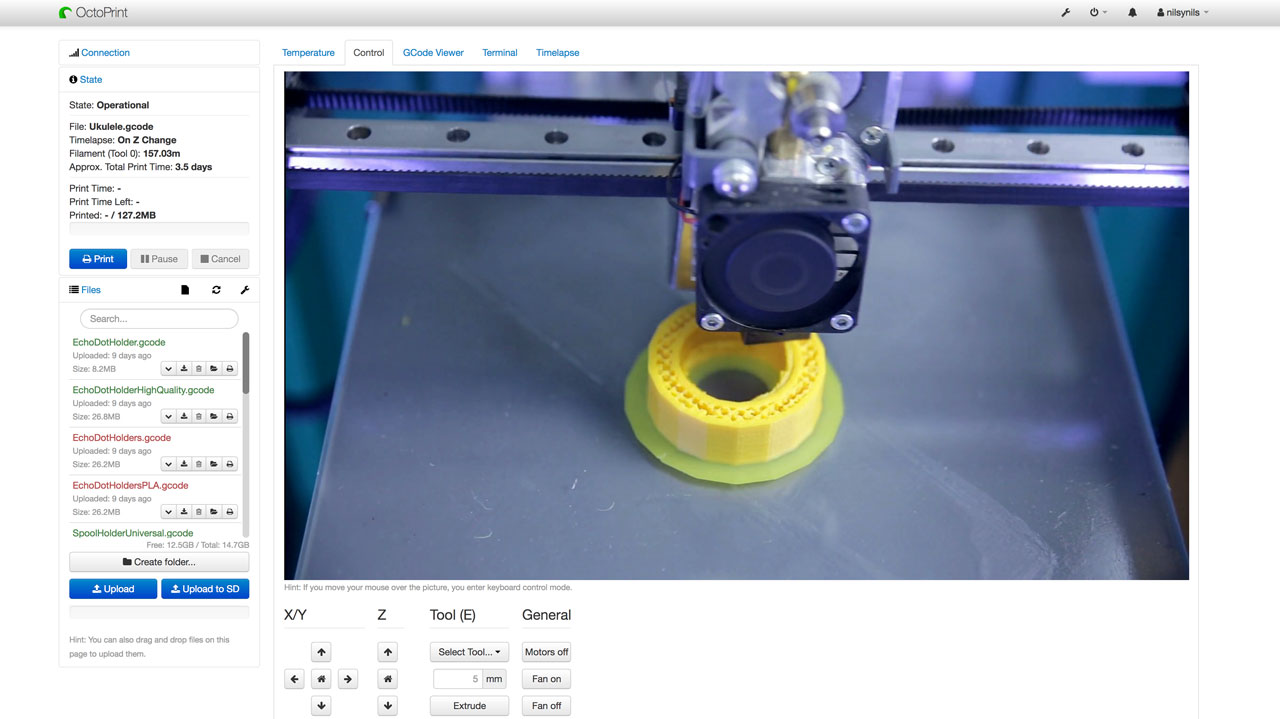 OctoPrint
nilsynils
Connection
State
State: Operational
File: Ukulele.gcode
Timelapse: On Z Change
Filament (Tool 0): 157.03m
Approx. Total Print Time: 3.5 days
Print Time: -
Print Time Left: -
Printed: - / 127.2MB
Print Pause Cancel
Files
Search...
EchoDotHolder.gcode
Uploaded: 9 days ago
Size: 8.2MB
EchoDotHolderHighQuality.gcode
Uploaded: 9 days ago
Size: 26.8MB
EchoDotHolders.gcode
Uploaded: 9 days ago
Size: 26.2MB
EchoDotHoldersPLA.gcode
Uploaded: 9 days ago
Size: 26.2MB
SpoolHolderUniversal.gcode
Free: 12.5GB / Total: 14.7GB
Create folder...
Upload Upload to SD
Hint: You can also drag and drop files on this
page to upload them.
Temperature Control GCode Viewer Terminal Timelapse
Hint: If you move your mouse over the picture, you enter keyboard control mode.
X/Y Z Tool (E) General
Select Tool... Motors off
5 mm Fan on
Extrude Fan off